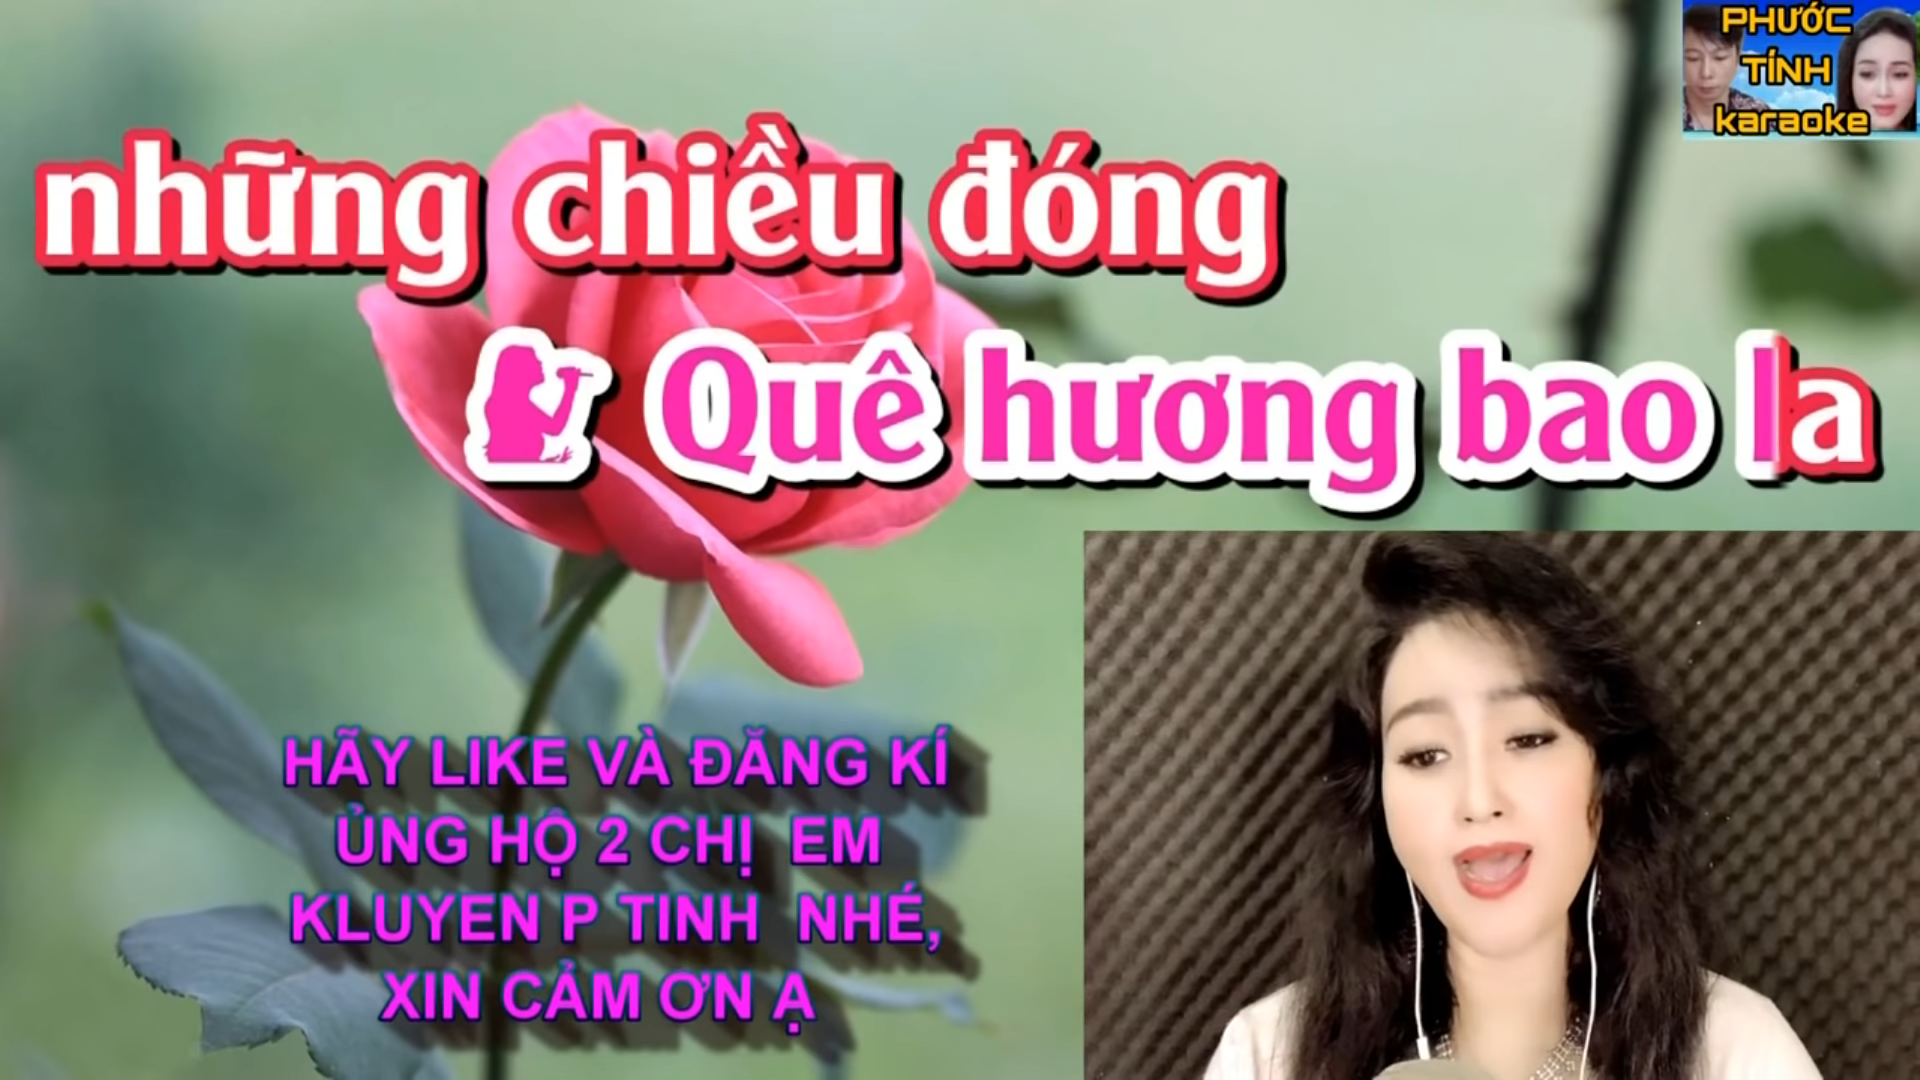 PHƯỚC
TÍNH
karaoke
những chiều đóng
Quê hương bao la
HÃY LIKE VÀ ĐĂNG KÍ
ỦNG HỘ 2 CHỊ EM
KLUYEN P TINH NHÉ,
XIN CẢM ƠN Ạ